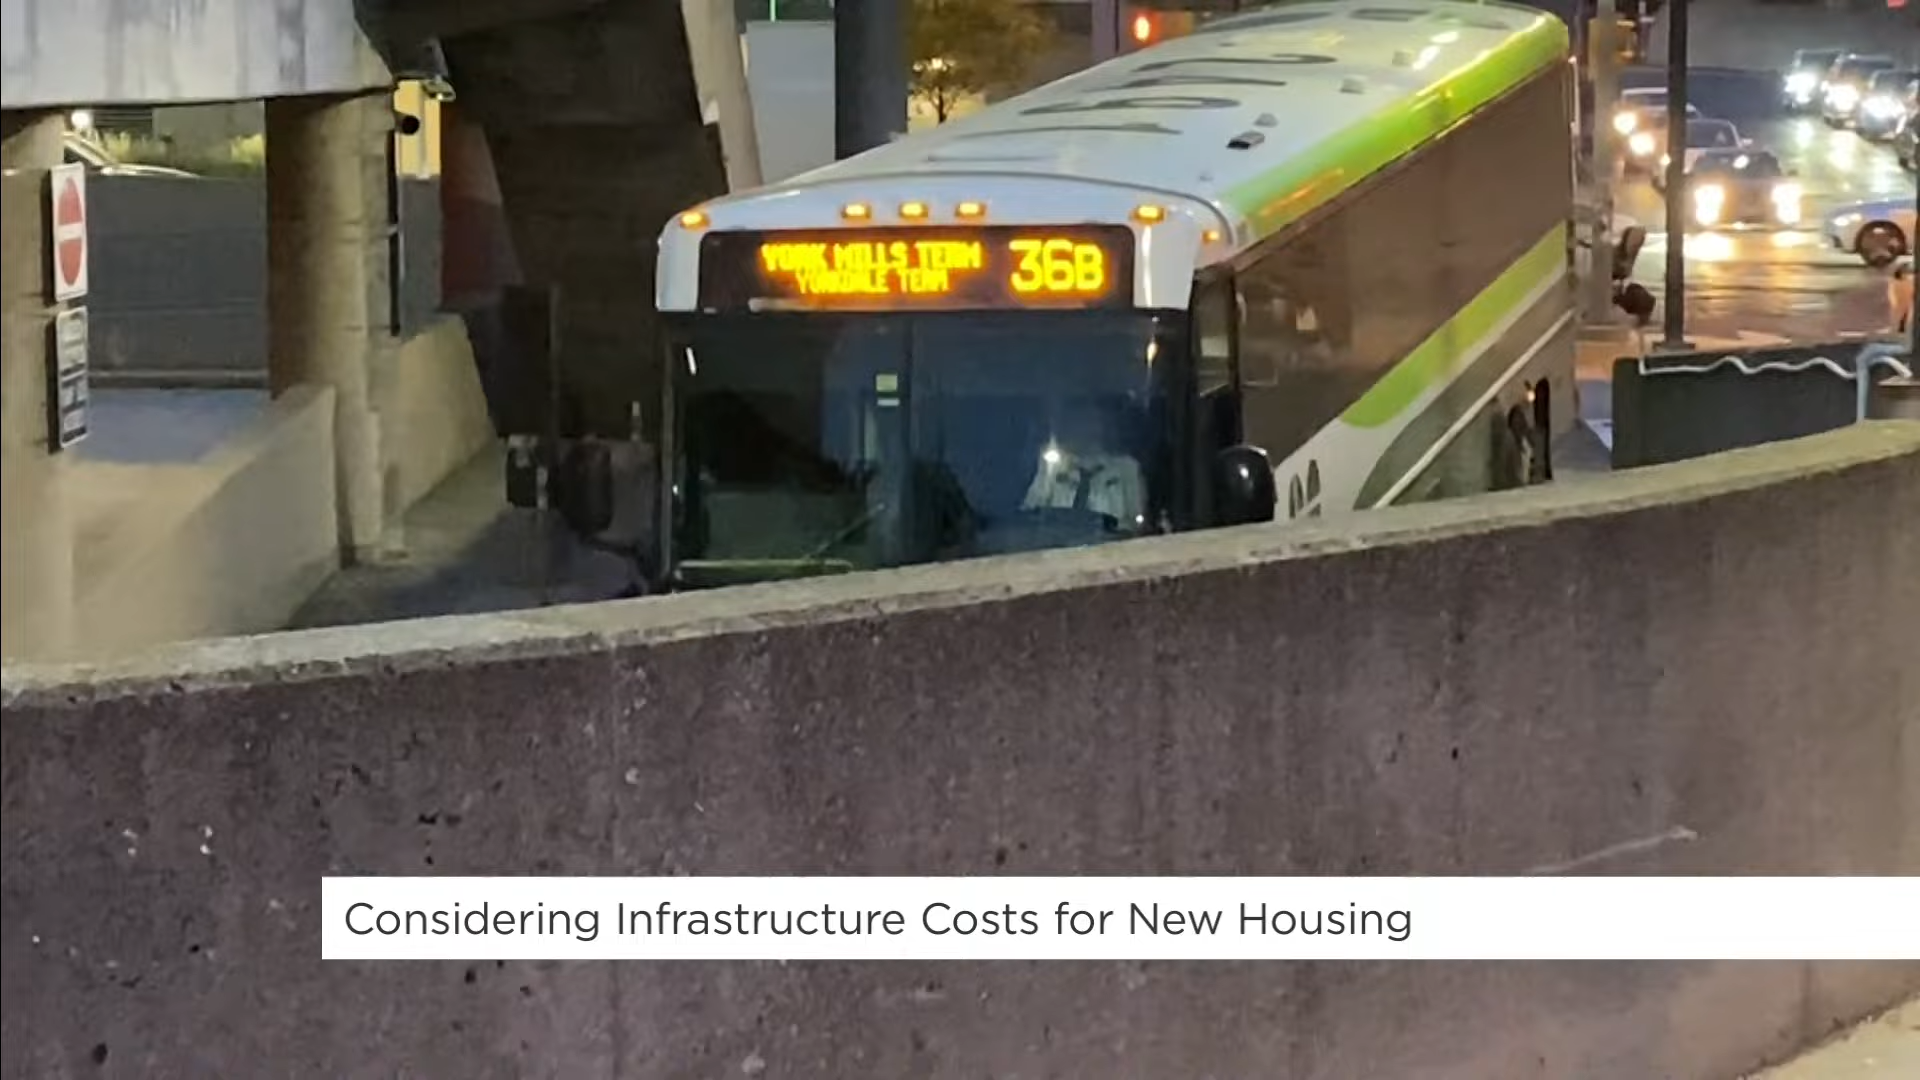 YORK MILLS TERM
YORKDALE TERM
36B
Considering Infrastructure Costs for New Housing